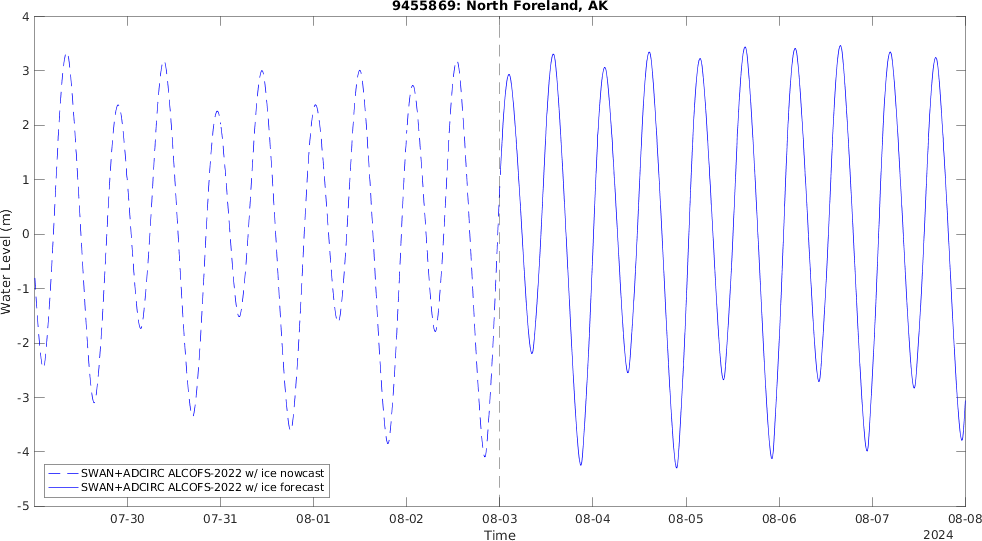 9455869: North Foreland, AK
4
3
2
1
0
-1
-2
-3
-4
-5
Water Level (m)
SWAN+ADCIRC ALCOFS-2022 w/ ice nowcast
SWAN+ADCIRC ALCOFS-2022 w/ ice forecast
07-30 07-31 08-01 08-02 08-03 08-04 08-05 08-06 08-07 08-08
Time
2024